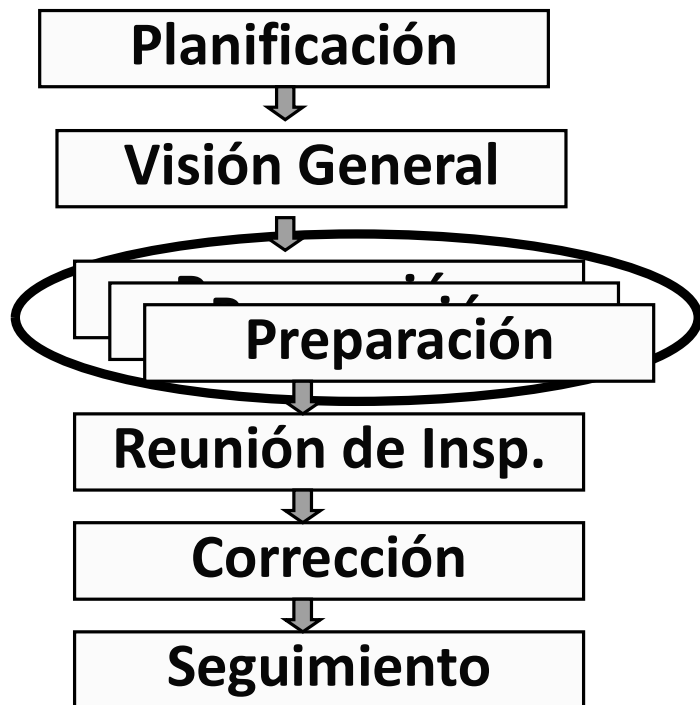 Planificación
Visión General
Preparación
Reunión de Insp.
Corrección
Seguimiento